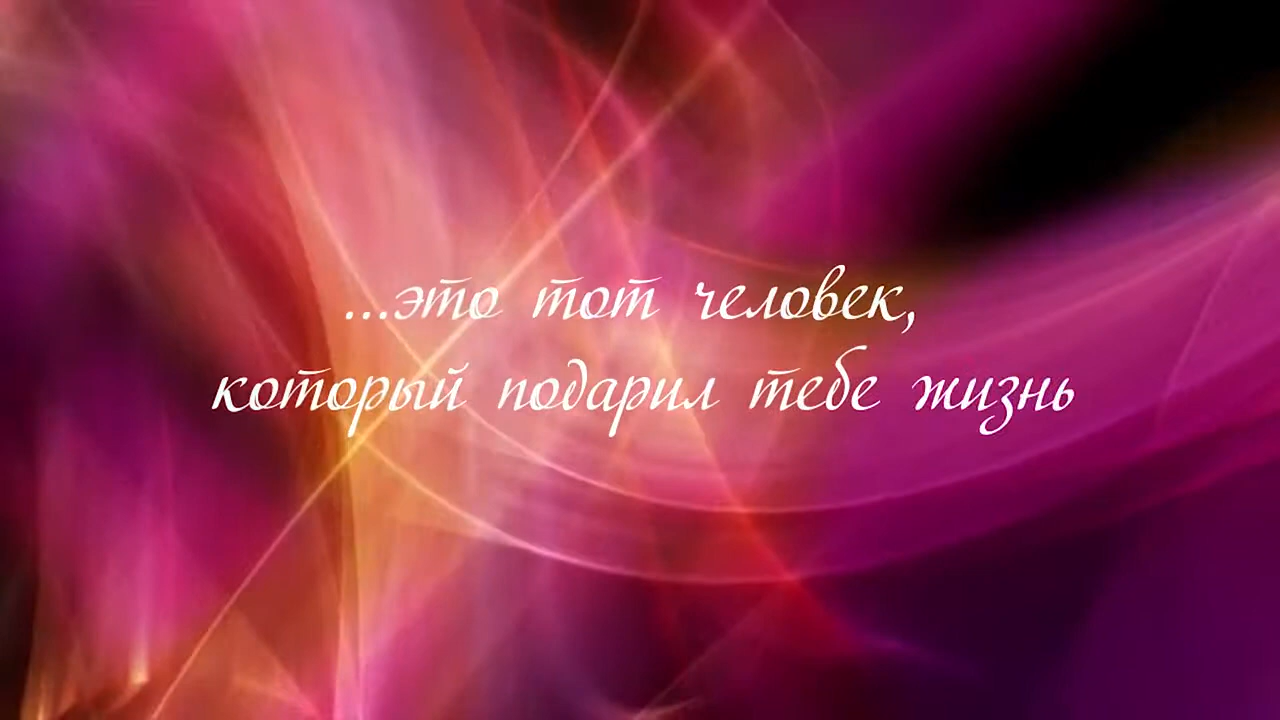 ...это тот человек,
который подарил тебе жизнь